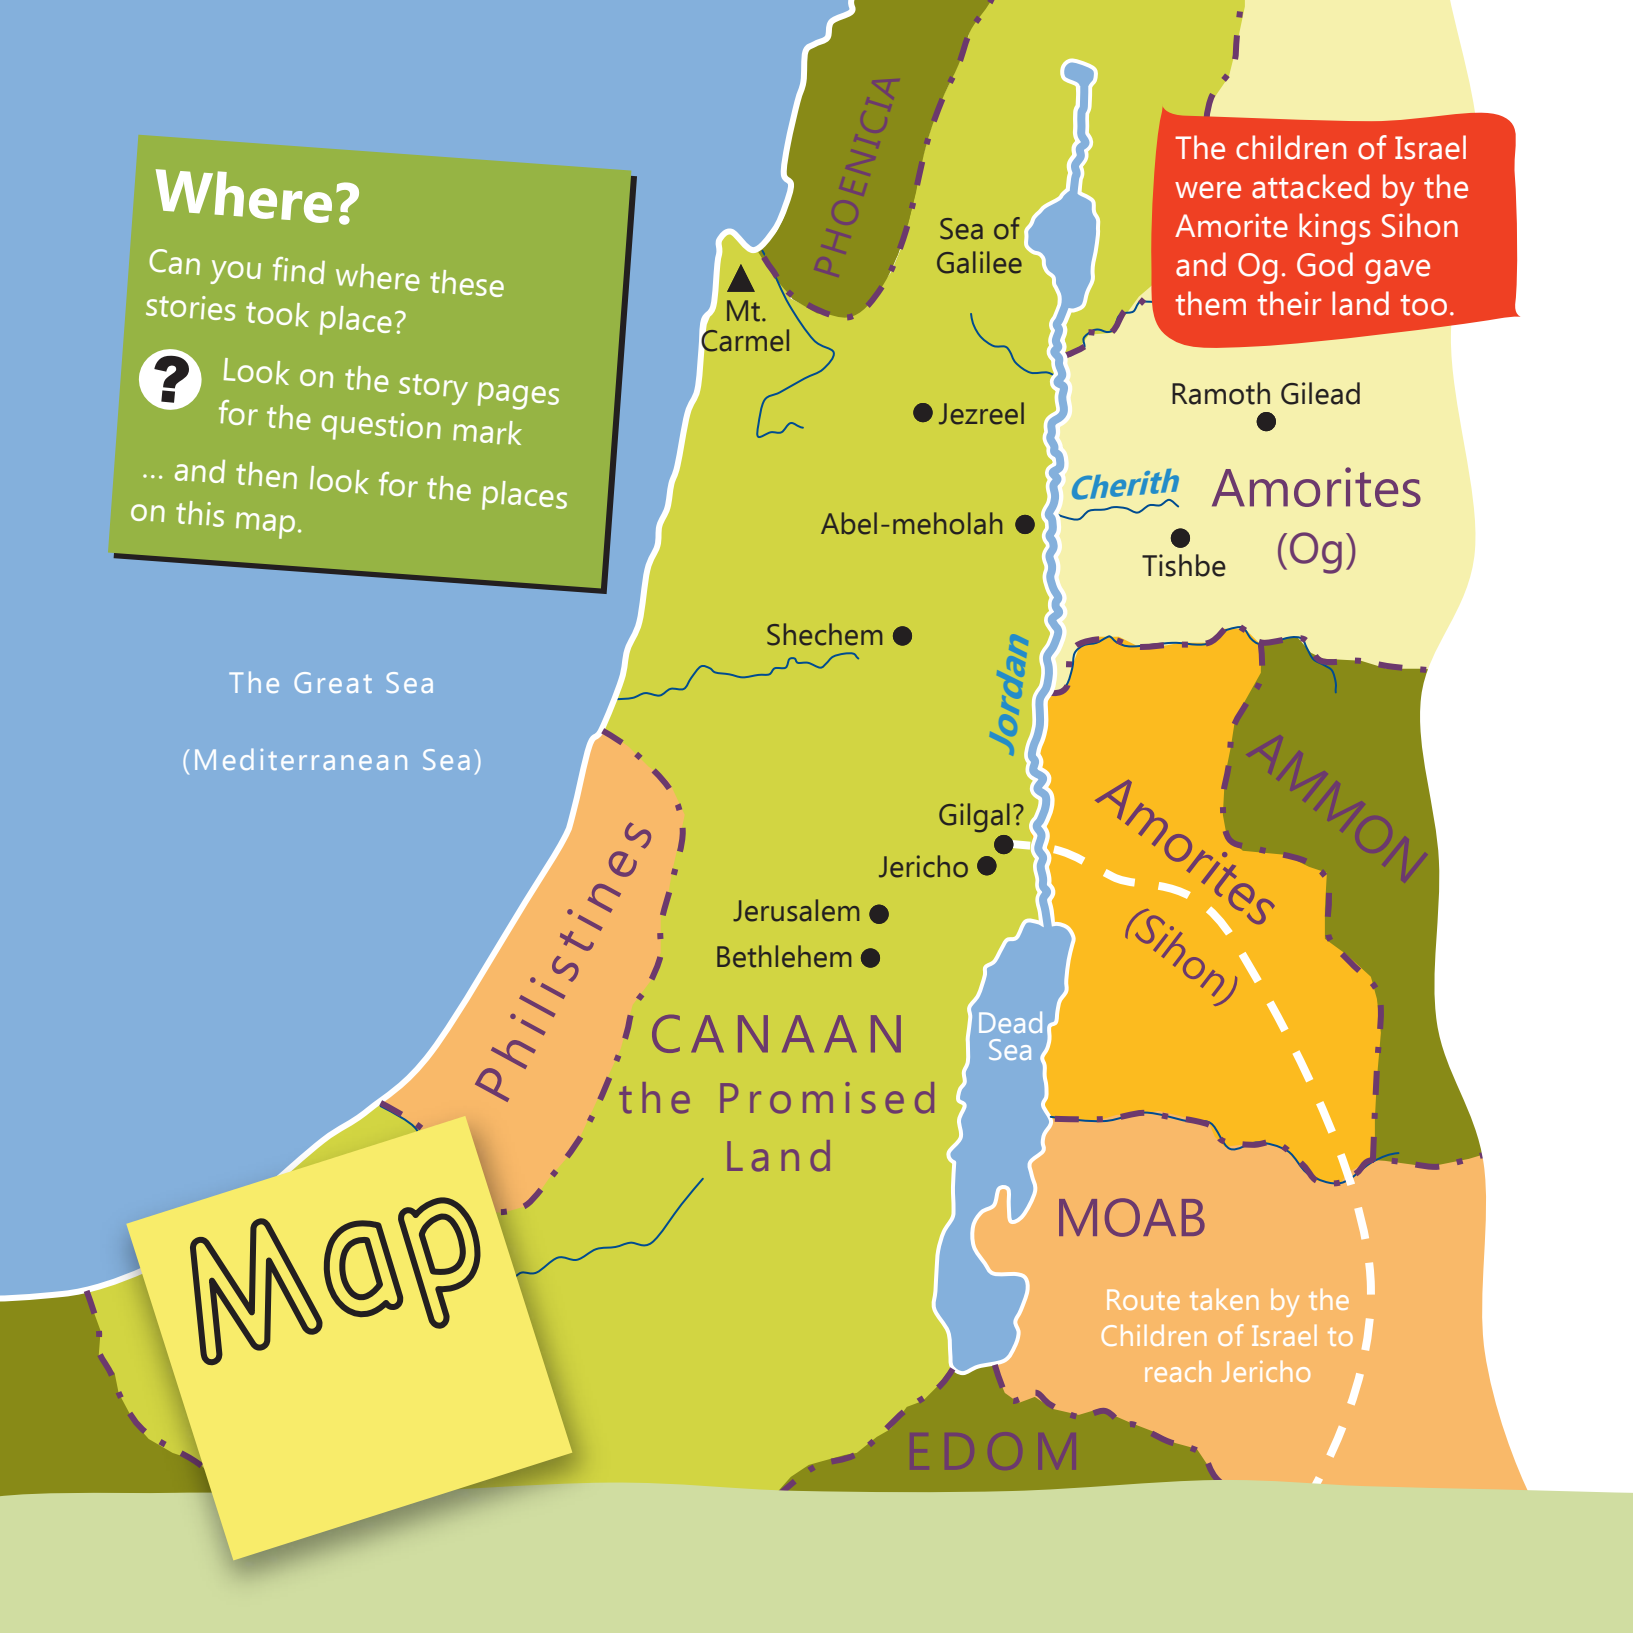 PHOENICIA
The children of Israel
were attacked by the
Amorite kings Sihon
and Og. God gave
them their land too.
Where?
Can you find where these
stories took place?
?
Look on the story pages
for the question mark
... and then look for the places
on this map.
Sea of
Galilee
Mt.
Carmel
Jezreel
Ramoth Gilead
Cherith
Amorites
(Og)
Abel-meholah
Tishbe
Shechem
Jordan
The Great Sea
(Mediterranean Sea)
AMMON
Amorites
(Sihon)
Gilgal?
Jericho
Jerusalem
Bethlehem
Philistines
CANAAN
the Promised
Land
Dead
Sea
MOAB
Route taken by the
Children of Israel to
reach Jericho
Map
EDOM